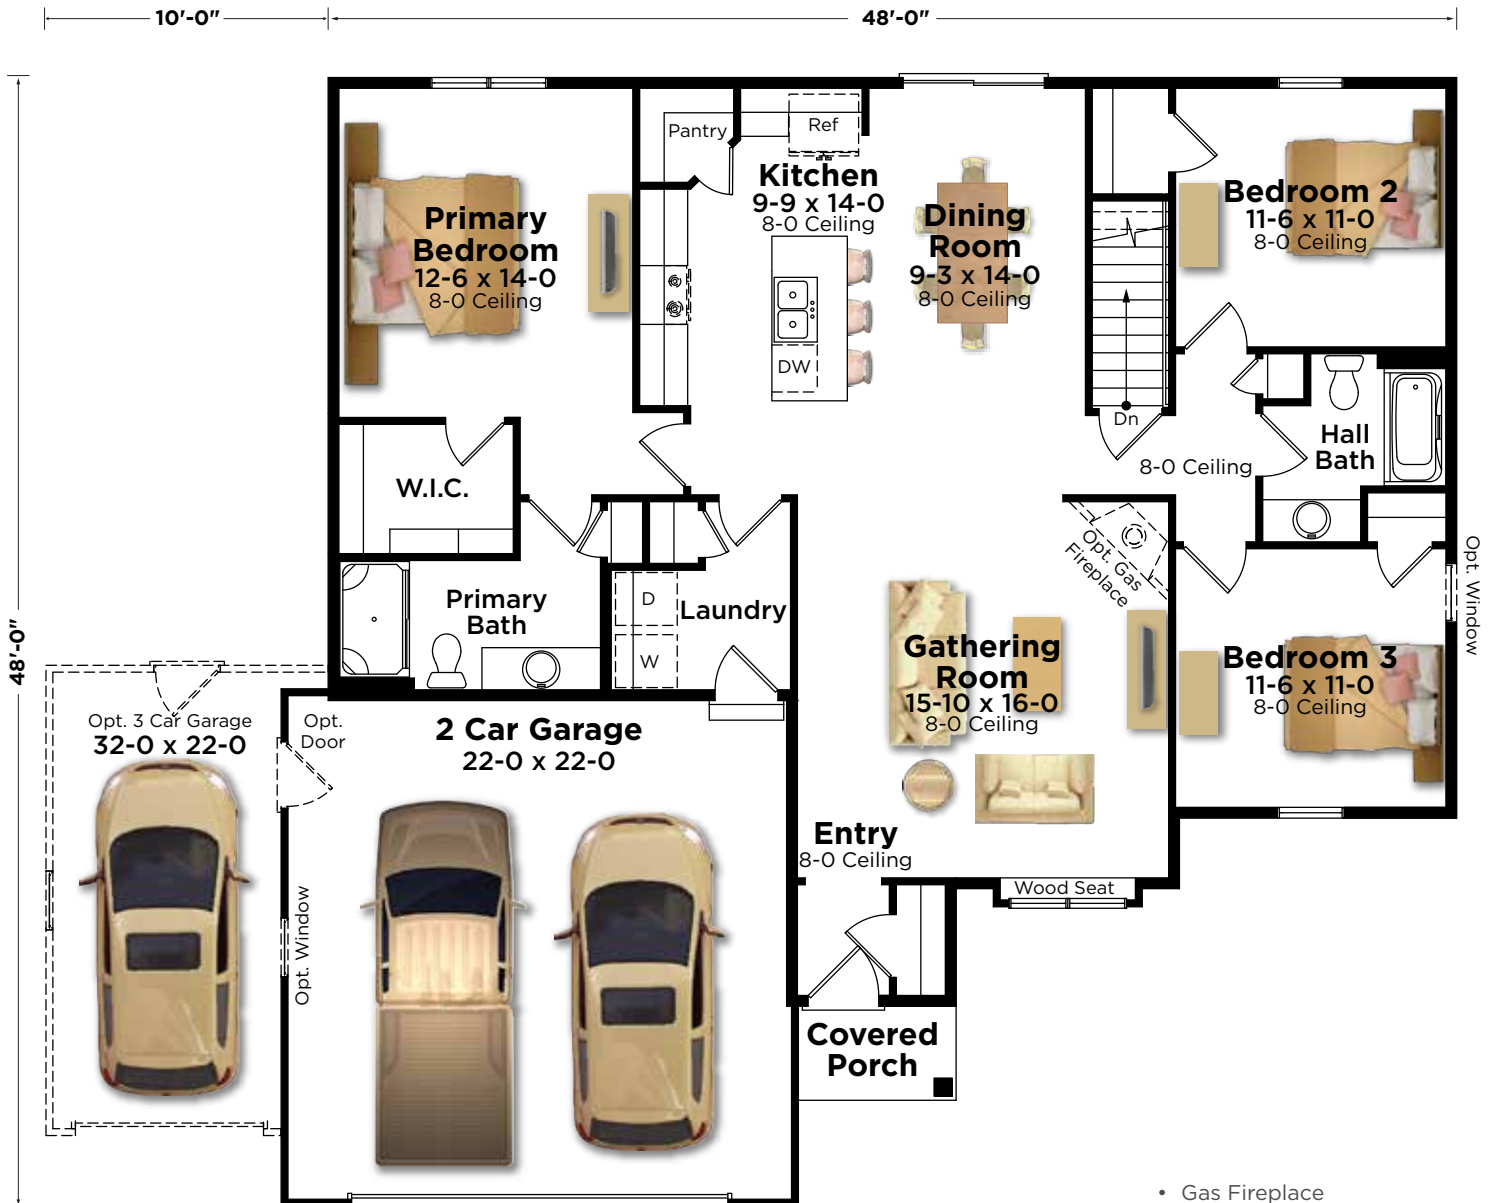 10'-0"
48'-0"
48'-0"
Primary
Bedroom
12-6 x 14-0
8-0 Ceiling
Pantry
Ref
Kitchen
9-9 x 14-0
8-0 Ceiling
DW
Dining
Room
9-3 x 14-0
8-0 Ceiling
Bedroom 2
11-6 x 11-0
8-0 Ceiling
Dn
8-0 Ceiling
Hall
Bath
W.I.C.
Primary
Bath
D
W
Laundry
Opt. Gas
Fireplace
Gathering
Room
15-10 x 16-0
8-0 Ceiling
Bedroom 3
11-6 x 11-0
8-0 Ceiling
Opt. Window
Opt. 3 Car Garage
32-0 x 22-0
Opt.
Door
2 Car Garage
22-0 x 22-0
Opt. Window
Entry
8-0 Ceiling
Wood Seat
Covered
Porch
• Gas Fireplace